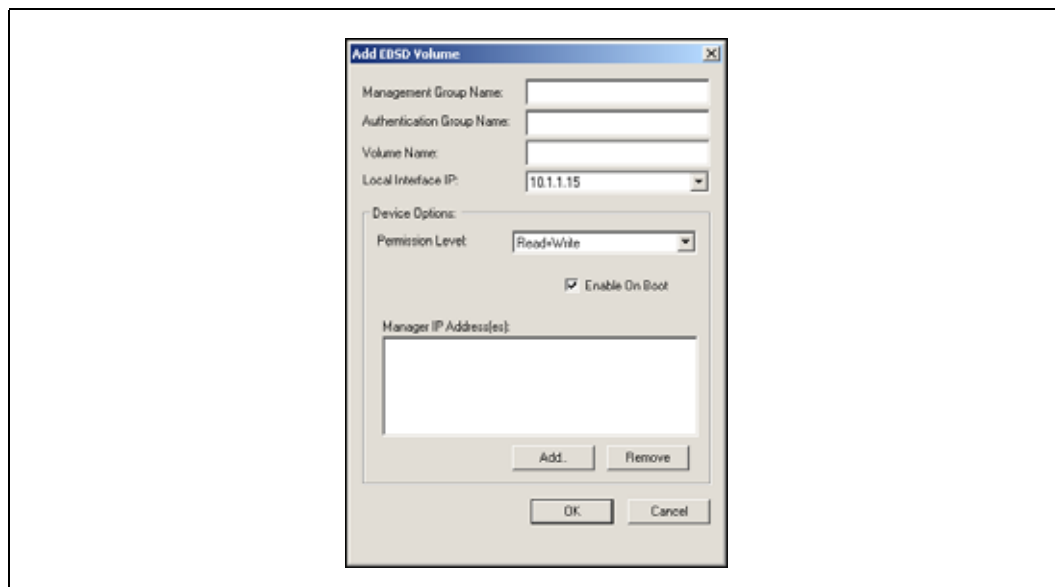 Add EBSD Volume
Management Group Name:
Authentication Group Name:
Volume Name:
Local Interface IP: 10.1.1.15
Device Options:
Permission Level: Read+Write
Enable On Boot
Manager IP Address(es):
Add.. Remove
OK Cancel